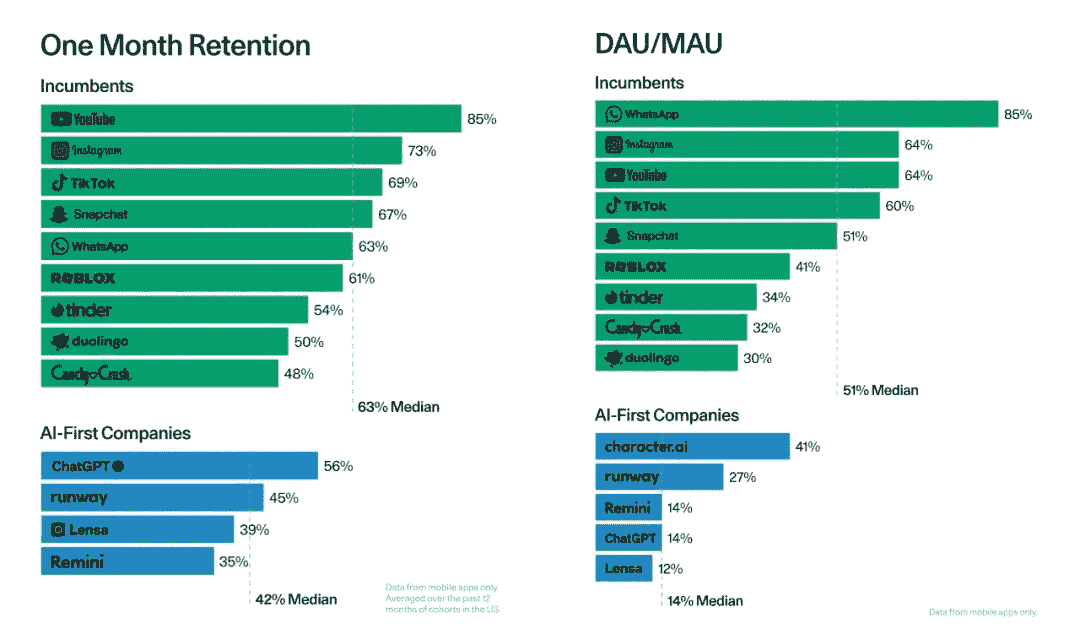 One Month Retention
Incumbents
YouTube
85%
Instagram
73%
TikTok
69%
Snapchat
67%
WhatsApp
63%
ROBLOX
61%
tinder
54%
duolingo
50%
Candy Crush
48%
63% Median
AI-First Companies
ChatGPT
56%
runway
45%
Lensa
39%
Remini
35%
42% Median
Data from mobile apps only.
Averaged over the past 12
months of cohorts in the US.
DAU/MAU
Incumbents
WhatsApp
85%
Instagram
64%
YouTube
64%
TikTok
60%
Snapchat
51%
ROBLOX
41%
tinder
34%
Candy Crush
32%
duolingo
30%
51% Median
AI-First Companies
character.ai
41%
runway
27%
Remini
14%
ChatGPT
14%
Lensa
12%
14% Median
Data from mobile apps only.